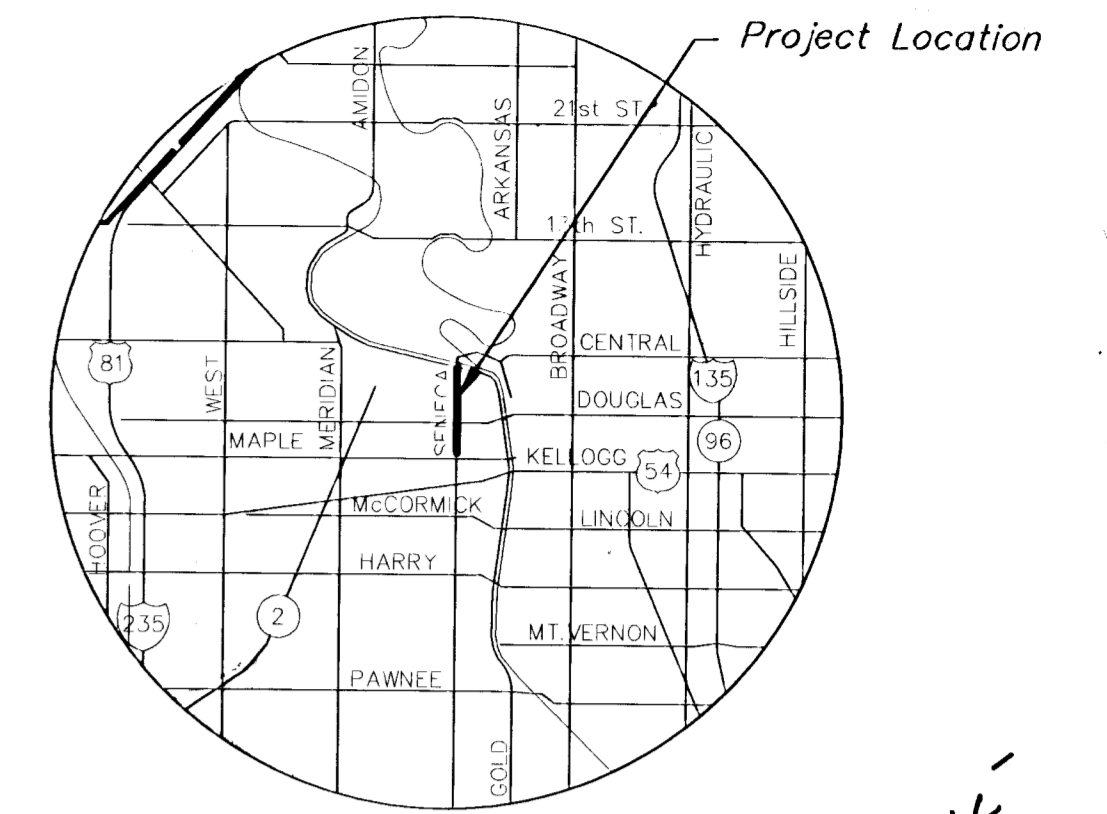 Project Location
AMIDON
ARKANSAS
21st ST.
HYDRAULIC
13th ST.
BROADWAY
HILLSIDE
CENTRAL
81
WEST
MERIDIAN
SENECA
135
DOUGLAS
MAPLE
96
KELLOGG
54
HOOVER
McCORMICK
LINCOLN
HARRY
235
2
MT. VERNON
PAWNEE
GOLD